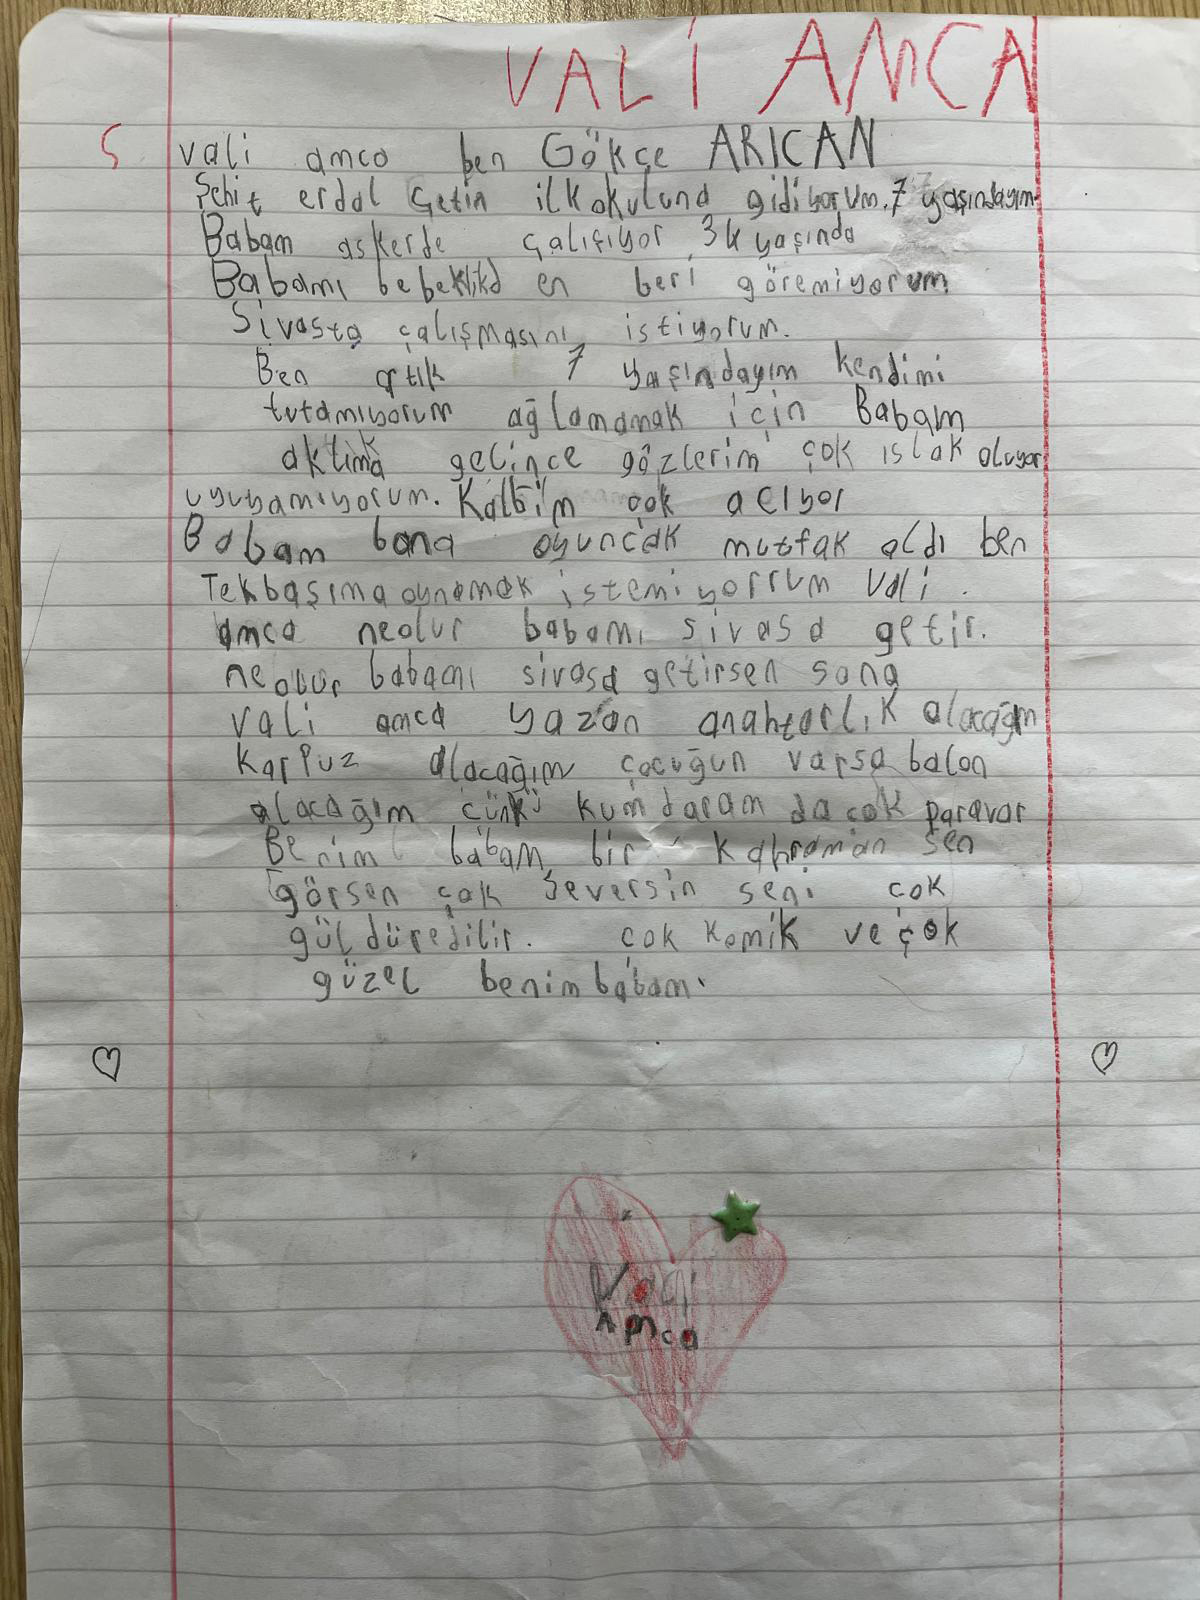 VALİ AMCA
vali amca ben Gökçe ARICAN
Şehit erdal Çetin ilkokuluna gidiyorum. 7 yaşındayım
Babam askerde çalışıyor 34 yaşında
Babamı bebeklikden beri göremiyorum
Sivasta çalışmasını istiyorum.
Ben artık 7 yaşındayım kendimi
tutamıyorum ağlamamak için Babam
aklıma gelince gözlerim çok ıslak oluyor
uyuyamıyorum. Kalbim çok acıyor
Babam bana oyuncak mutfak aldı ben
Tekbaşıma oynamak istemiyorrum Vali
amca neolur babamı sivasa getir.
neolur babamı sivasa getirsen sana
vali amca yazan anahtarlık alacağım
Karpuz alacağım çocuğun varsa balon
alacağım çünkü kumbaram da çok paravar
Benim babam bir kahraman sen
görsen çok seversin seni çok
güldüredilir. çok komik ve çok
güzel benim babam.
Vali
Amca